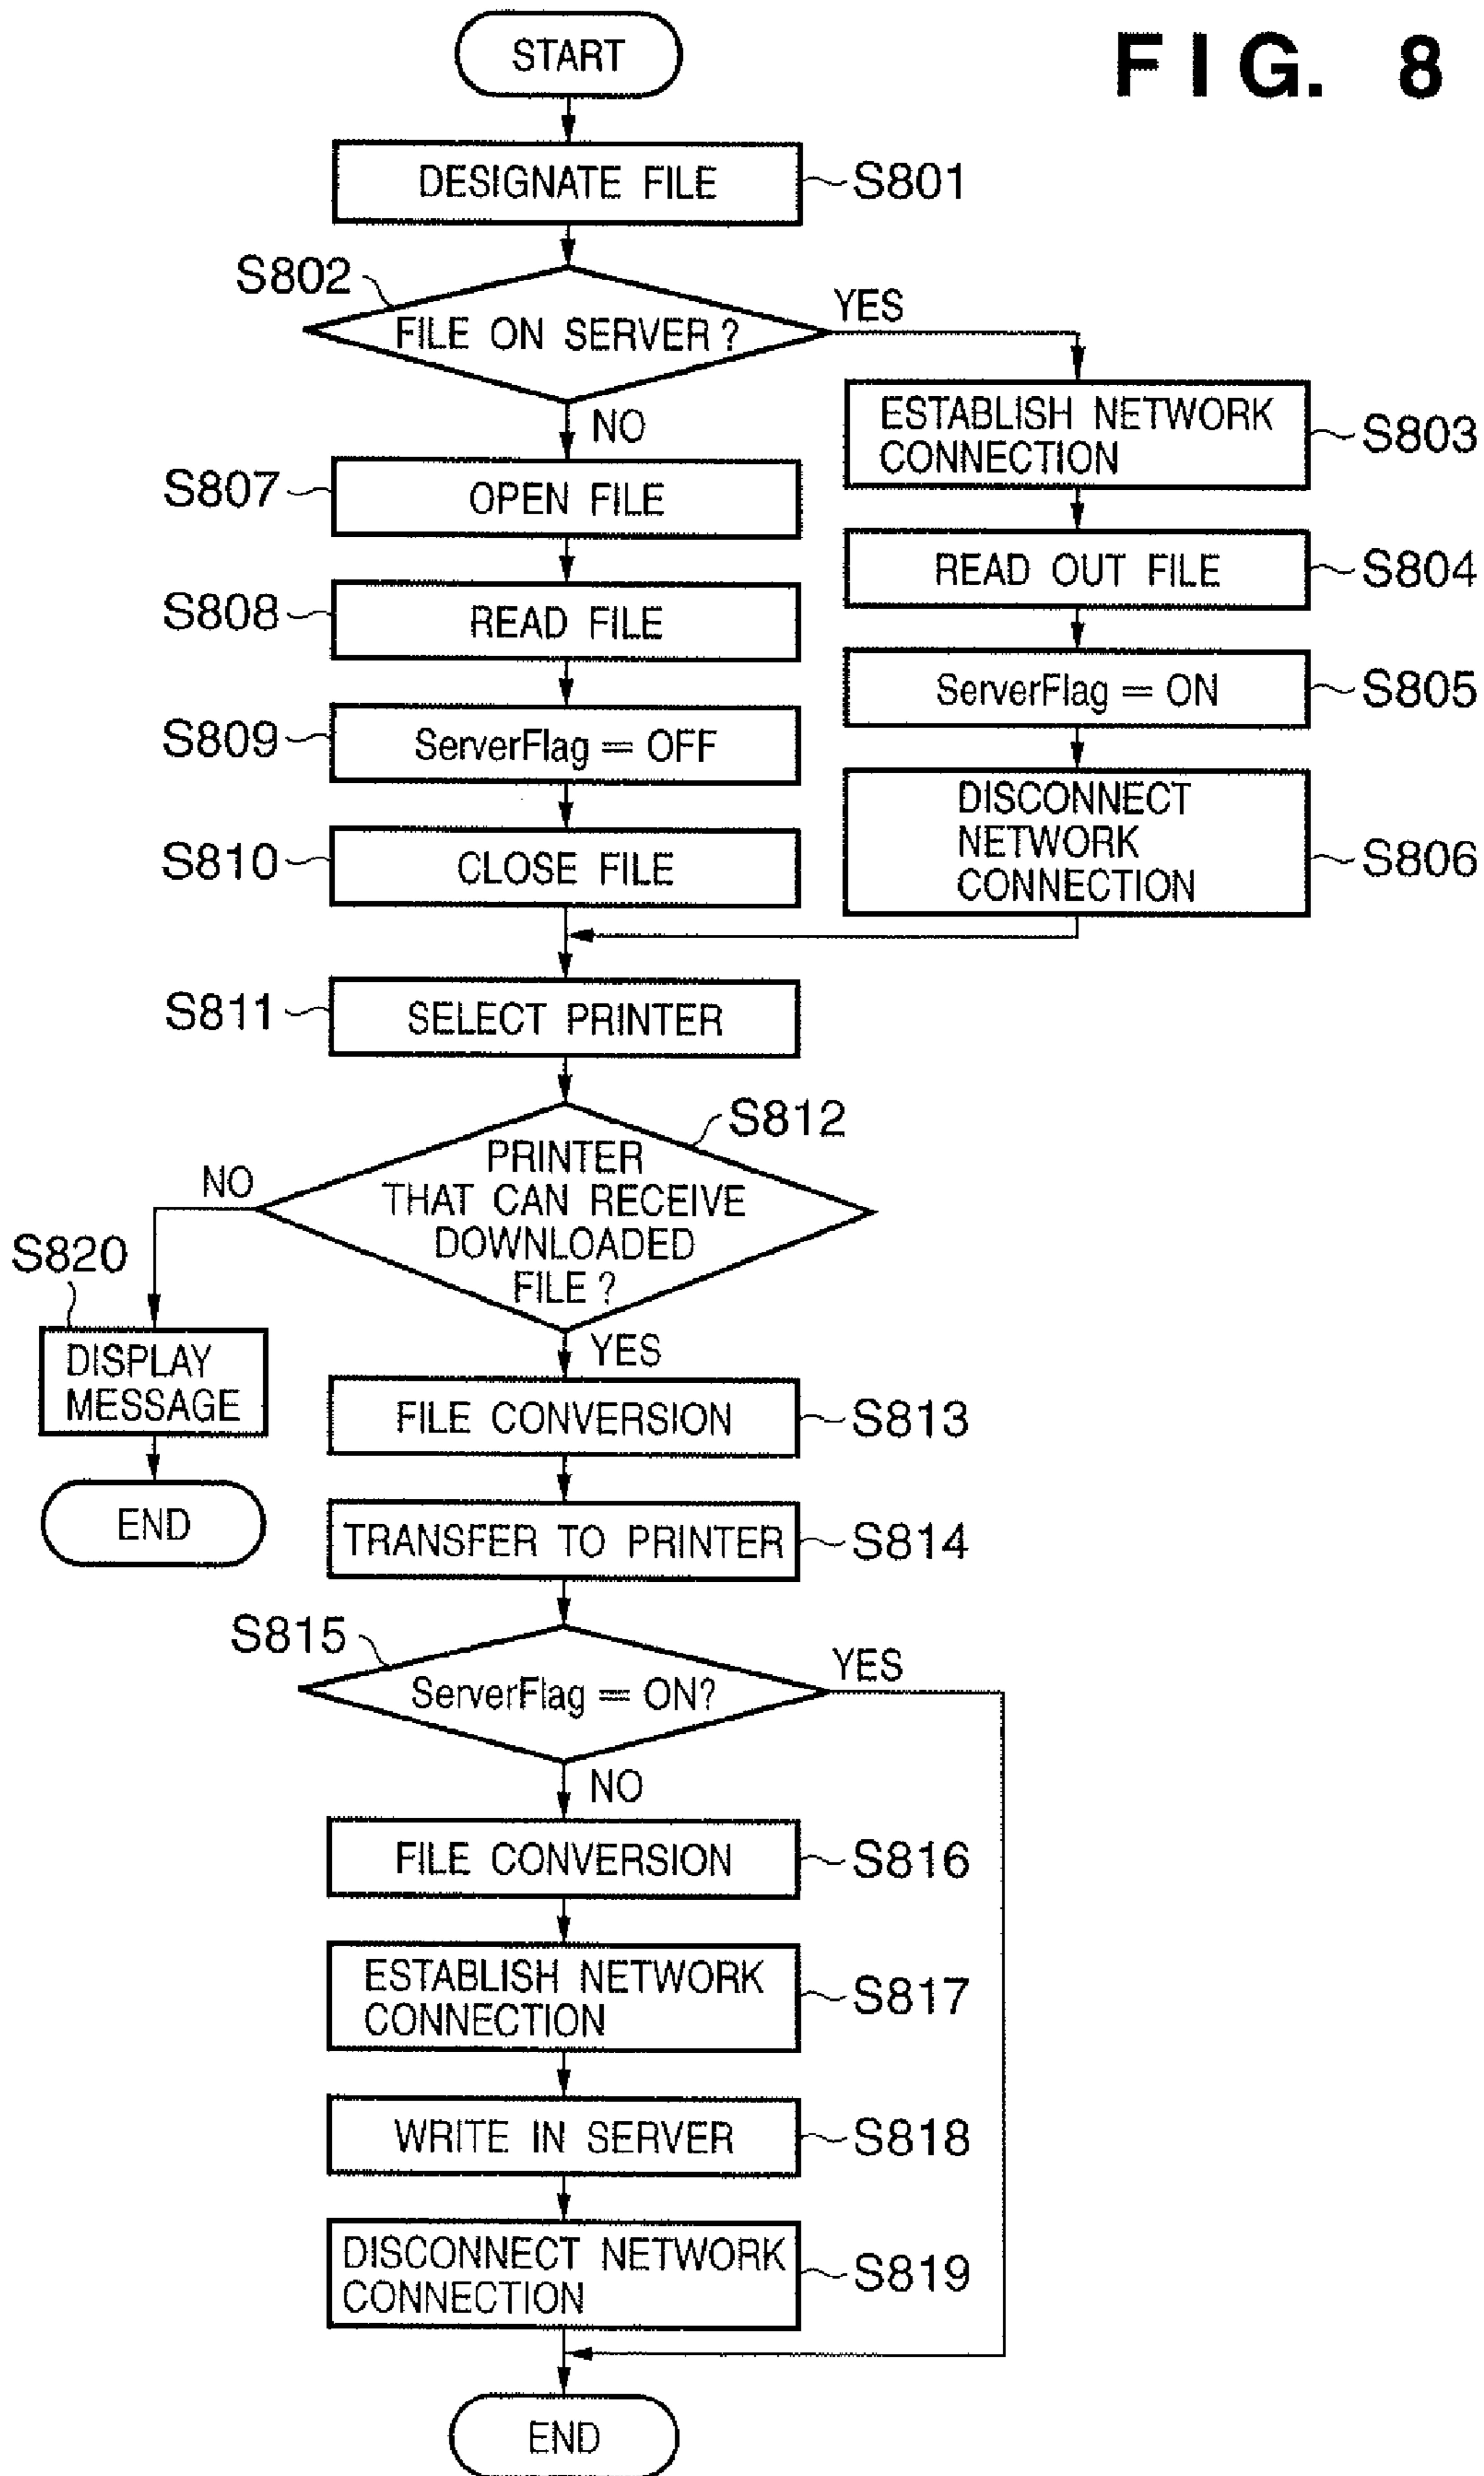 FIG. 8
START
DESIGNATE FILE
S801
S802
FILE ON SERVER?
YES
NO
ESTABLISH NETWORK
CONNECTION
S803
S807
OPEN FILE
READ OUT FILE
S804
S808
READ FILE
ServerFlag = ON
S805
S809
ServerFlag = OFF
DISCONNECT
NETWORK
CONNECTION
S806
S810
CLOSE FILE
S811
SELECT PRINTER
S812
PRINTER
THAT CAN RECEIVE
DOWNLOADED
FILE?
NO
S820
DISPLAY
MESSAGE
END
YES
FILE CONVERSION
S813
TRANSFER TO PRINTER
S814
S815
ServerFlag = ON?
YES
NO
FILE CONVERSION
S816
ESTABLISH NETWORK
CONNECTION
S817
WRITE IN SERVER
S818
DISCONNECT NETWORK
CONNECTION
S819
END